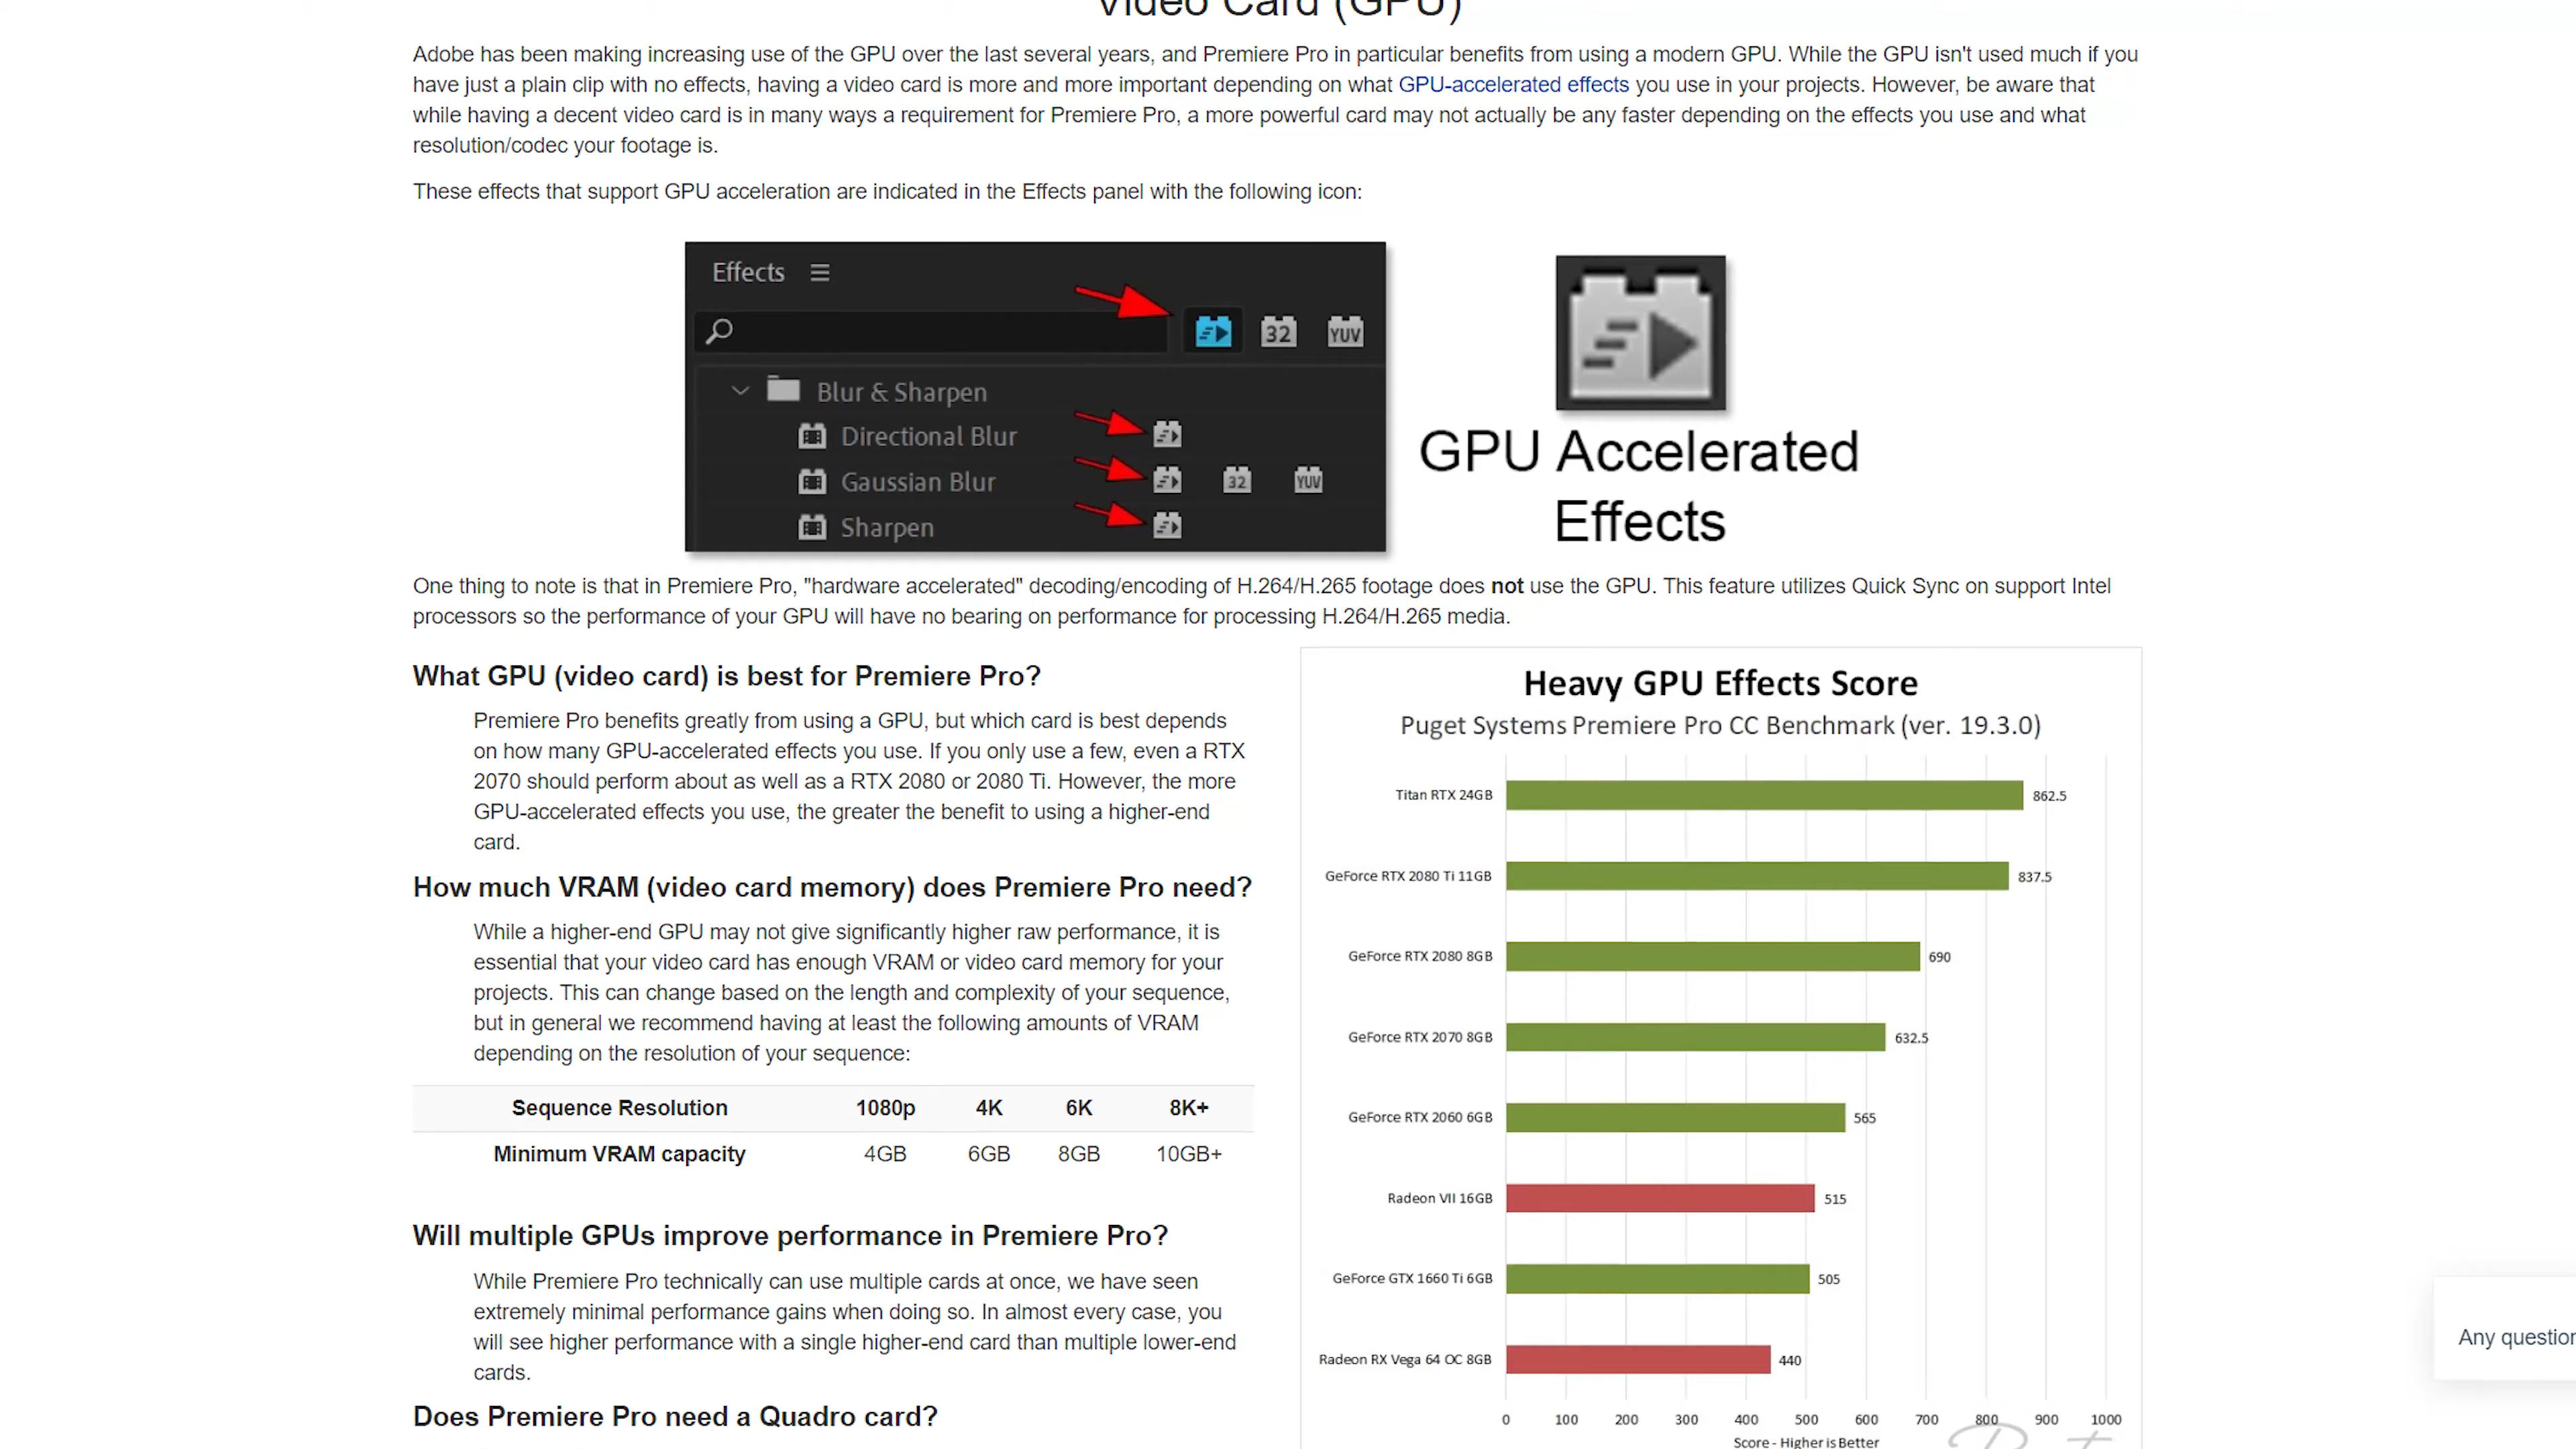 Video Card (GPU)
Adobe has been making increasing use of the GPU over the last several years, and Premiere Pro in particular benefits from using a modern GPU. While the GPU isn't used much if you
have just a plain clip with no effects, having a video card is more and more important depending on what GPU-accelerated effects you use in your projects. However, be aware that
while having a decent video card is in many ways a requirement for Premiere Pro, a more powerful card may not actually be any faster depending on the effects you use and what
resolution/codec your footage is.
These effects that support GPU acceleration are indicated in the Effects panel with the following icon:
Effects
32 YUV
Blur & Sharpen
Directional Blur
Gaussian Blur 32 YUV
Sharpen
GPU Accelerated
Effects
One thing to note is that in Premiere Pro, "hardware accelerated" decoding/encoding of H.264/H.265 footage does not use the GPU. This feature utilizes Quick Sync on support Intel
processors so the performance of your GPU will have no bearing on performance for processing H.264/H.265 media.
What GPU (video card) is best for Premiere Pro?
Premiere Pro benefits greatly from using a GPU, but which card is best depends
on how many GPU-accelerated effects you use. If you only use a few, even a RTX
2070 should perform about as well as a RTX 2080 or 2080 Ti. However, the more
GPU-accelerated effects you use, the greater the benefit to using a higher-end
card.
How much VRAM (video card memory) does Premiere Pro need?
While a higher-end GPU may not give significantly higher raw performance, it is
essential that your video card has enough VRAM or video card memory for your
projects. This can change based on the length and complexity of your sequence,
but in general we recommend having at least the following amounts of VRAM
depending on the resolution of your sequence:
Sequence Resolution 1080p 4K 6K 8K+
Minimum VRAM capacity 4GB 6GB 8GB 10GB+
Will multiple GPUs improve performance in Premiere Pro?
While Premiere Pro technically can use multiple cards at once, we have seen
extremely minimal performance gains when doing so. In almost every case, you
will see higher performance with a single higher-end card than multiple lower-end
cards.
Does Premiere Pro need a Quadro card?
Heavy GPU Effects Score
Puget Systems Premiere Pro CC Benchmark (ver. 19.3.0)
Titan RTX 24GB 862.5
GeForce RTX 2080 Ti 11GB 837.5
GeForce RTX 2080 8GB 690
GeForce RTX 2070 8GB 632.5
GeForce RTX 2060 6GB 565
Radeon VII 16GB 515
GeForce GTX 1660 Ti 6GB 505
Radeon RX Vega 64 OC 8GB 440
0 100 200 300 400 500 600 700 800 900 1000
Score - Higher is Better
Any question